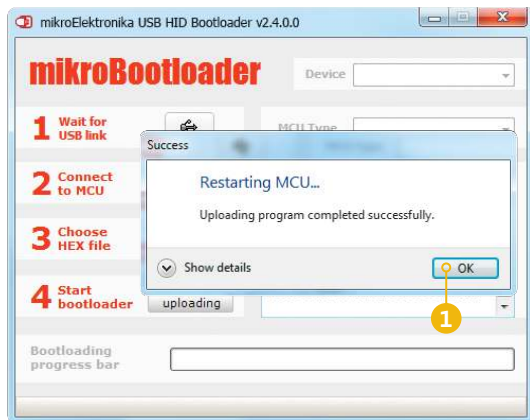 mikroElektronika USB HID Bootloader v2.4.0.0
mikroBootloader
Device
1 Wait for
USB link
MCU Type
Success
Restarting MCU...
Uploading program completed successfully.
2 Connect
to MCU
3 Choose
HEX file
Show details
OK
4 Start
bootloader
uploading
1
Bootloading
progress bar